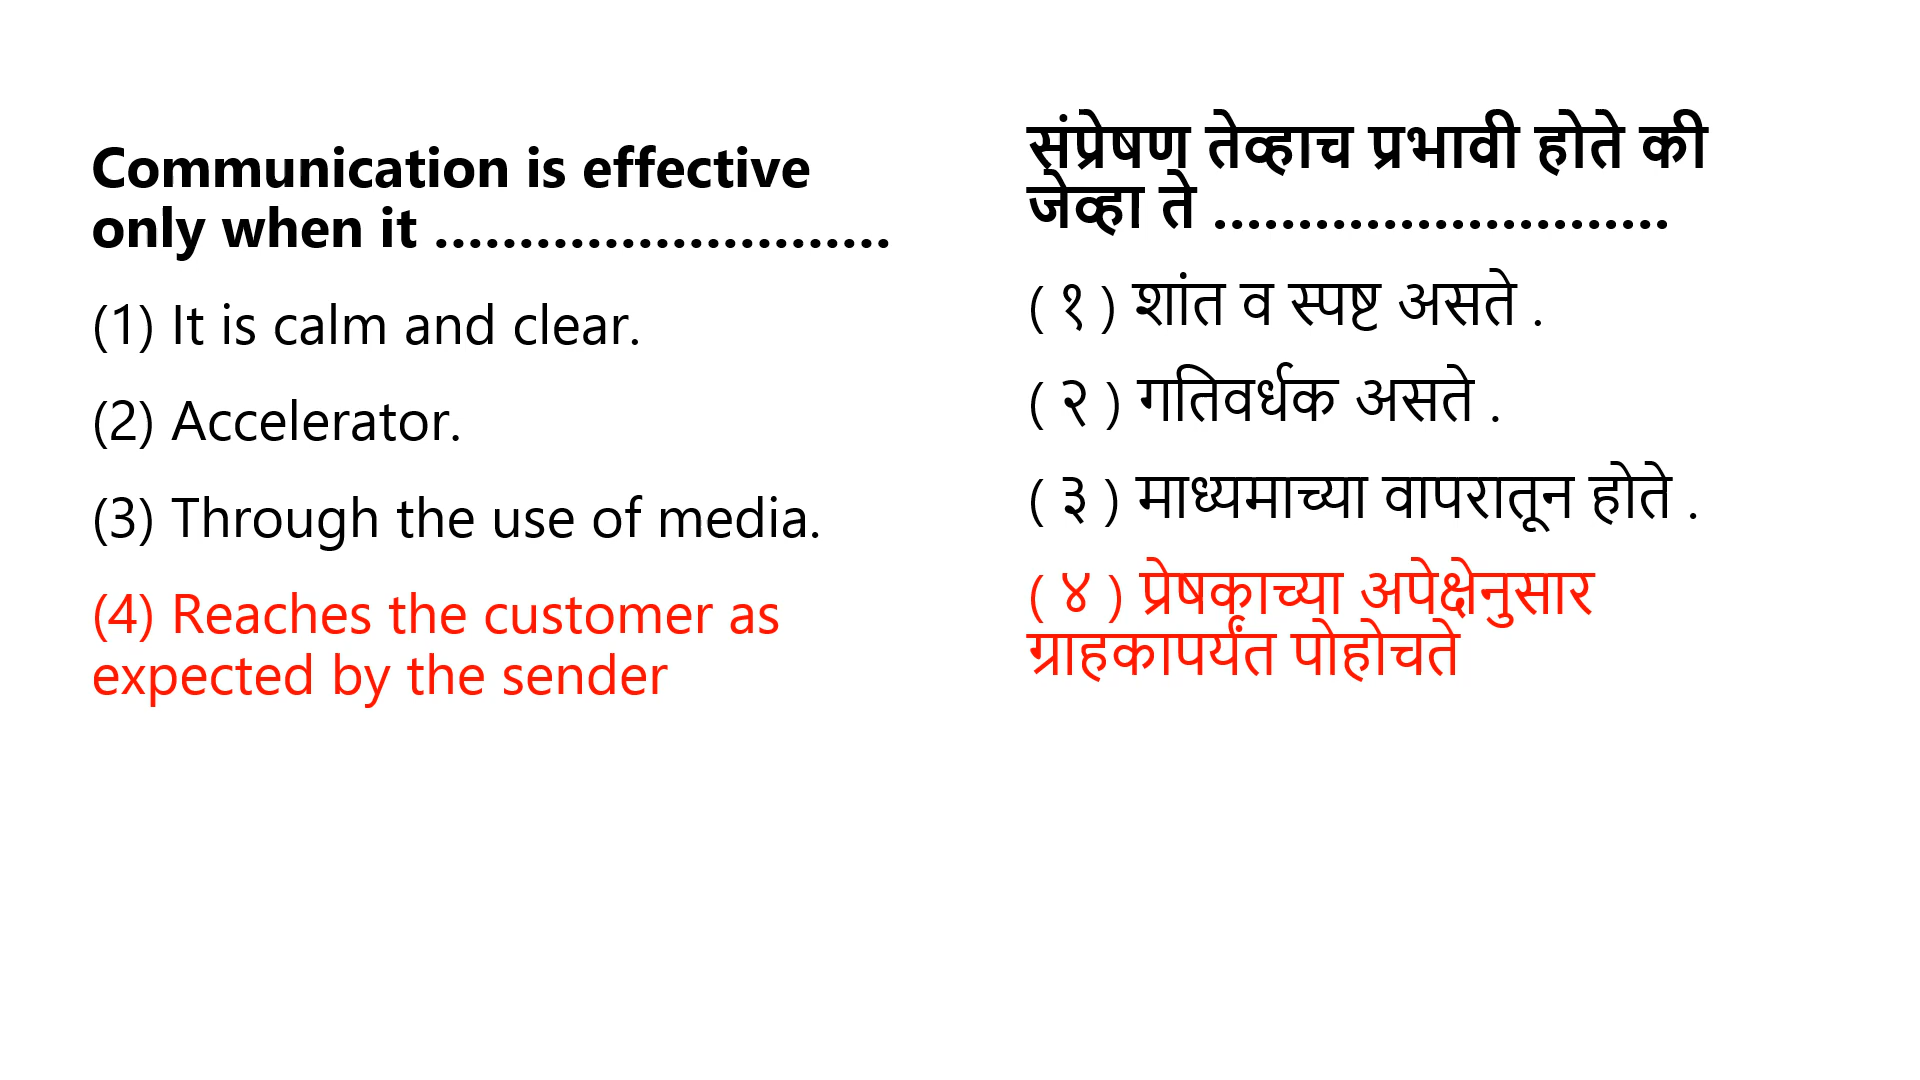 Communication is effective
only when it ...........................
(1) It is calm and clear.
(2) Accelerator.
(3) Through the use of media.
(4) Reaches the customer as
expected by the sender
संप्रेषण तेव्हाच प्रभावी होते की
जेव्हा ते ...........................
( १ ) शांत व स्पष्ट असते .
( २ ) गतिवर्धक असते .
( ३ ) माध्यमाच्या वापरातून होते .
( ४ ) प्रेषकाच्या अपेक्षेनुसार
ग्राहकापर्यंत पोहोचते